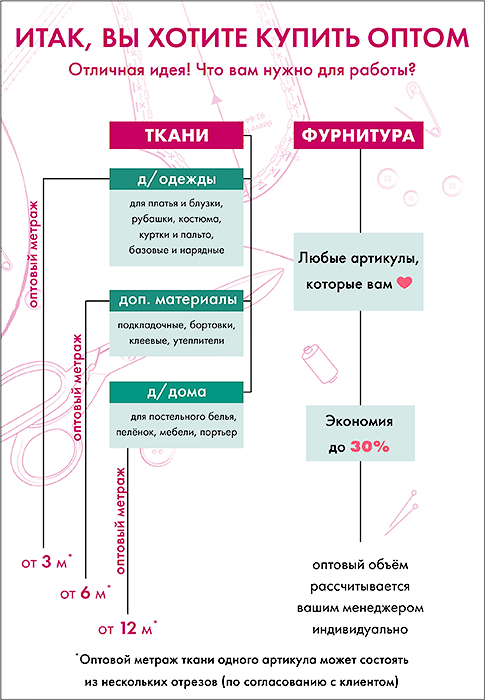 ИТАК, ВЫ ХОТИТЕ КУПИТЬ ОПТОМ
Отличная идея! Что вам нужно для работы?
ТКАНИ
д/одежды
для платья и блузки,
рубашки, костюма,
куртки и пальто,
базовые и нарядные
оптовый метраж
доп. материалы
подкладочные, бортовки,
клеевые, утеплители
оптовый метраж
д/дома
для постельного белья,
пелёнок, мебели, портьер
оптовый метраж
от 3 м*
от 6 м*
от 12 м*
ФУРНИТУРА
Любые артикулы,
которые вам ❤
Экономия
до 30%
оптовый объём
рассчитывается
вашим менеджером
индивидуально
*Оптовой метраж ткани одного артикула может состоять
из нескольких отрезов (по согласованию с клиентом)